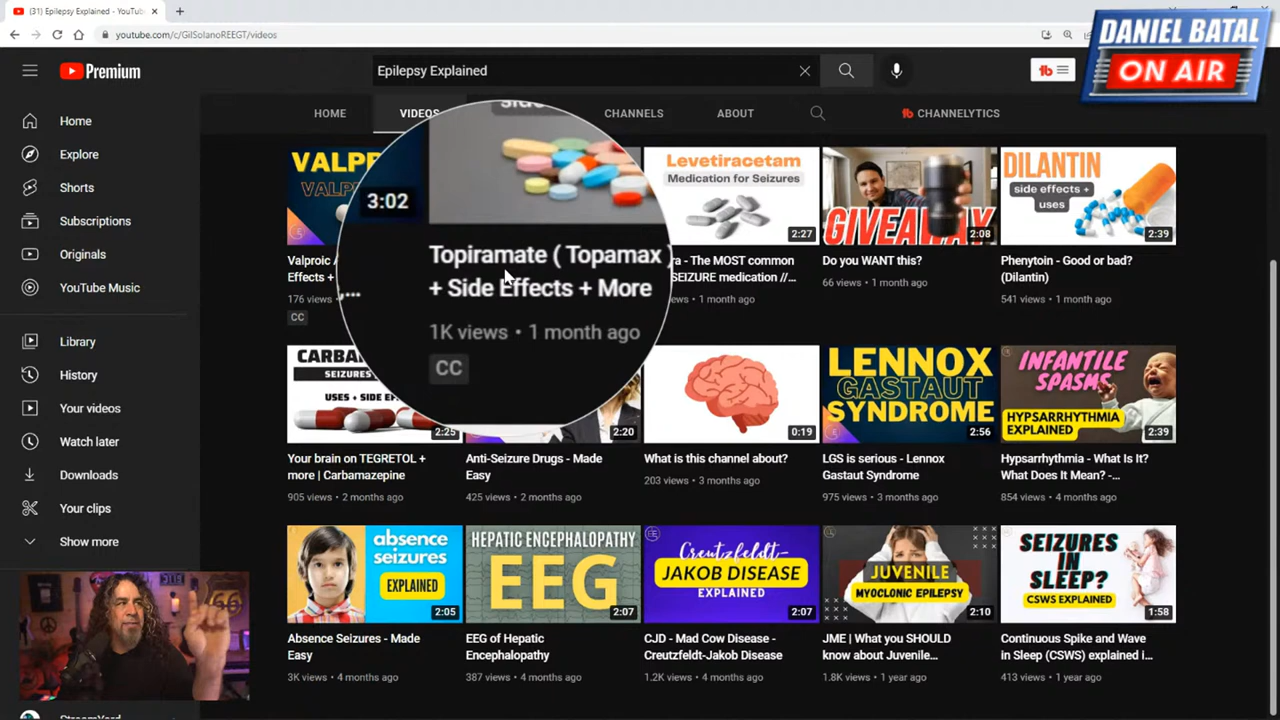 (31) Epilepsy Explained - YouTu
youtube.com/c/GilSolanoREEGT/videos
DANIEL BATAL
ON AIR
Premium
Epilepsy Explained
tb
HOME
VIDEOS
CHANNELS
ABOUT
tb CHANNELYTICS
Home
Explore
Shorts
Subscriptions
Originals
YouTube Music
Library
History
Your videos
Watch later
Downloads
Your clips
Show more
VALPR
Valproic
Effects +
176 views
CC
3:02
Topiramate ( Topamax )
+ Side Effects + More
1K views • 1 month ago
CC
Levetiracetam
Medication for Seizures
2:27
ra - The MOST common
SEIZURE medication //...
1 month ago
GIVEAWAY
2:08
Do you WANT this?
66 views • 1 month ago
DILANTIN
side effects +
uses
2:39
Phenytoin - Good or bad?
(Dilantin)
541 views • 1 month ago
CARBA
SEIZURES
USES + SIDE EF
2:25
Your brain on TEGRETOL +
more | Carbamazepine
905 views • 2 months ago
2:20
Anti-Seizure Drugs - Made
Easy
425 views • 2 months ago
0:19
What is this channel about?
203 views • 3 months ago
LENNOX
GASTAUT
SYNDROME
2:56
LGS is serious - Lennox
Gastaut Syndrome
975 views • 3 months ago
INFANTILE
SPASMS
HYPSARRHYTHMIA
EXPLAINED
2:39
Hypsarrhythmia - What Is It?
What Does It Mean? -...
854 views • 4 months ago
absence
seizures
EXPLAINED
2:05
Absence Seizures - Made
Easy
3K views • 4 months ago
HEPATIC ENCEPHALOPATHY
EEG
2:07
EEG of Hepatic
Encephalopathy
387 views • 4 months ago
Creutzfeldt-
JAKOB DISEASE
EXPLAINED
2:07
CJD - Mad Cow Disease -
Creutzfeldt-Jakob Disease
1.2K views • 4 months ago
JUVENILE
MYOCLONIC EPILEPSY
2:10
JME | What you SHOULD
know about Juvenile...
1.8K views • 1 year ago
SEIZURES
IN
SLEEP?
CSWS EXPLAINED
1:58
Continuous Spike and Wave
in Sleep (CSWS) explained i...
413 views • 1 year ago
66